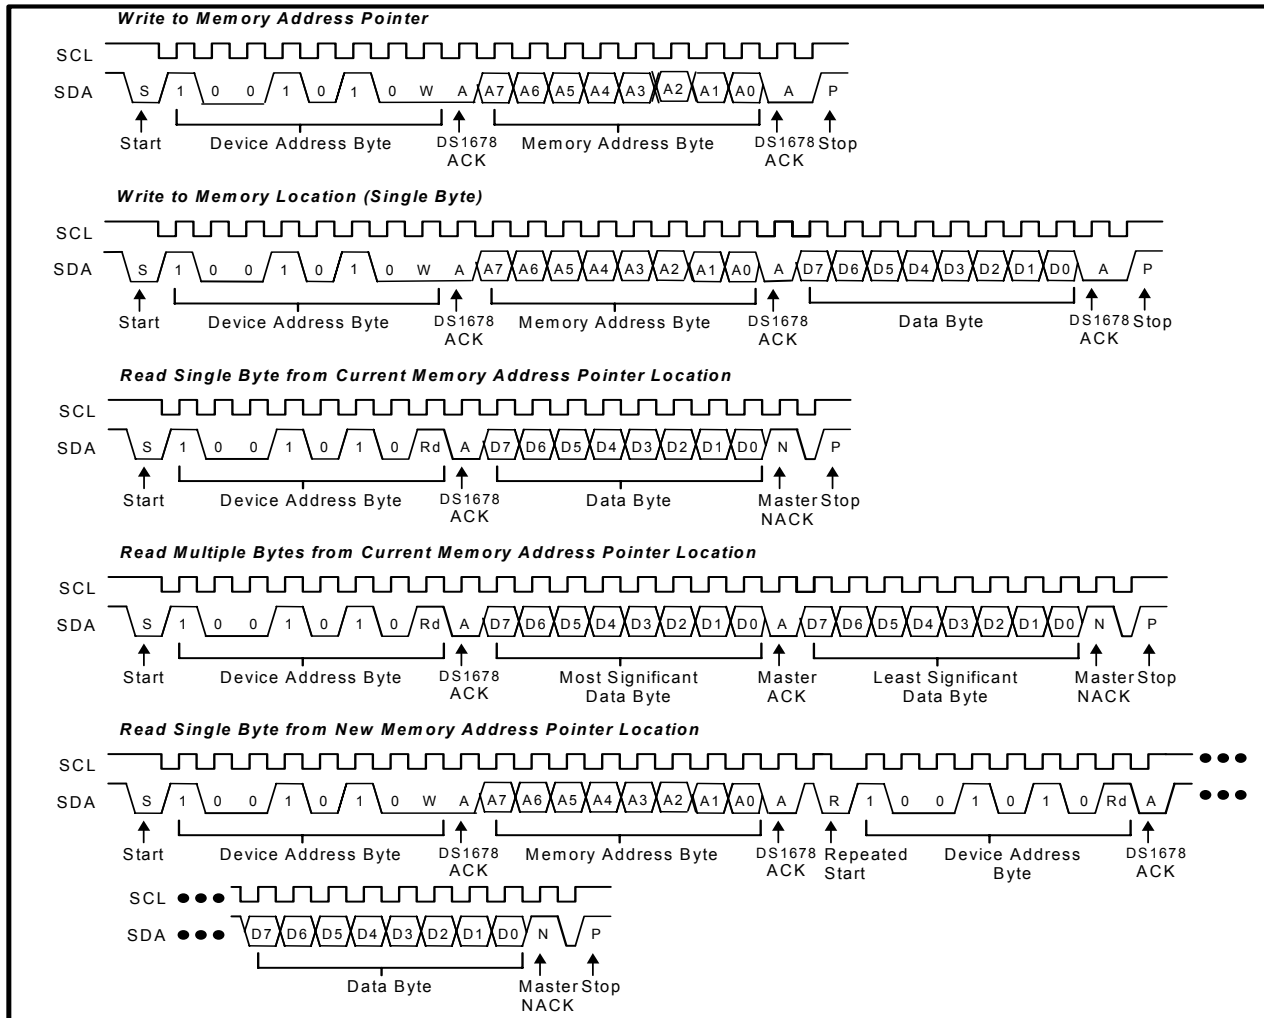 Write to Memory Address Pointer
SCL
SDA S 1 0 0 1 0 1 0 W A A7 A6 A5 A4 A3 A2 A1 A0 A P
Start Device Address Byte DS1678 ACK Memory Address Byte DS1678 ACK Stop
Write to Memory Location (Single Byte)
SCL
SDA S 1 0 0 1 0 1 0 W A A7 A6 A5 A4 A3 A2 A1 A0 A D7 D6 D5 D4 D3 D2 D1 D0 A P
Start Device Address Byte DS1678 ACK Memory Address Byte DS1678 ACK Data Byte DS1678 ACK Stop
Read Single Byte from Current Memory Address Pointer Location
SCL
SDA S 1 0 0 1 0 1 0 Rd A D7 D6 D5 D4 D3 D2 D1 D0 N P
Start Device Address Byte DS1678 ACK Data Byte Master NACK Stop
Read Multiple Bytes from Current Memory Address Pointer Location
SCL
SDA S 1 0 0 1 0 1 0 Rd A D7 D6 D5 D4 D3 D2 D1 D0 A D7 D6 D5 D4 D3 D2 D1 D0 N P
Start Device Address Byte DS1678 ACK Most Significant Data Byte Master ACK Least Significant Data Byte Master NACK Stop
Read Single Byte from New Memory Address Pointer Location
SCL
SDA S 1 0 0 1 0 1 0 W A A7 A6 A5 A4 A3 A2 A1 A0 A R 1 0 0 1 0 1 0 Rd A
Start Device Address Byte DS1678 ACK Memory Address Byte DS1678 ACK Repeated Start Device Address Byte DS1678 ACK
SCL
SDA D7 D6 D5 D4 D3 D2 D1 D0 N P
Data Byte Master NACK Stop